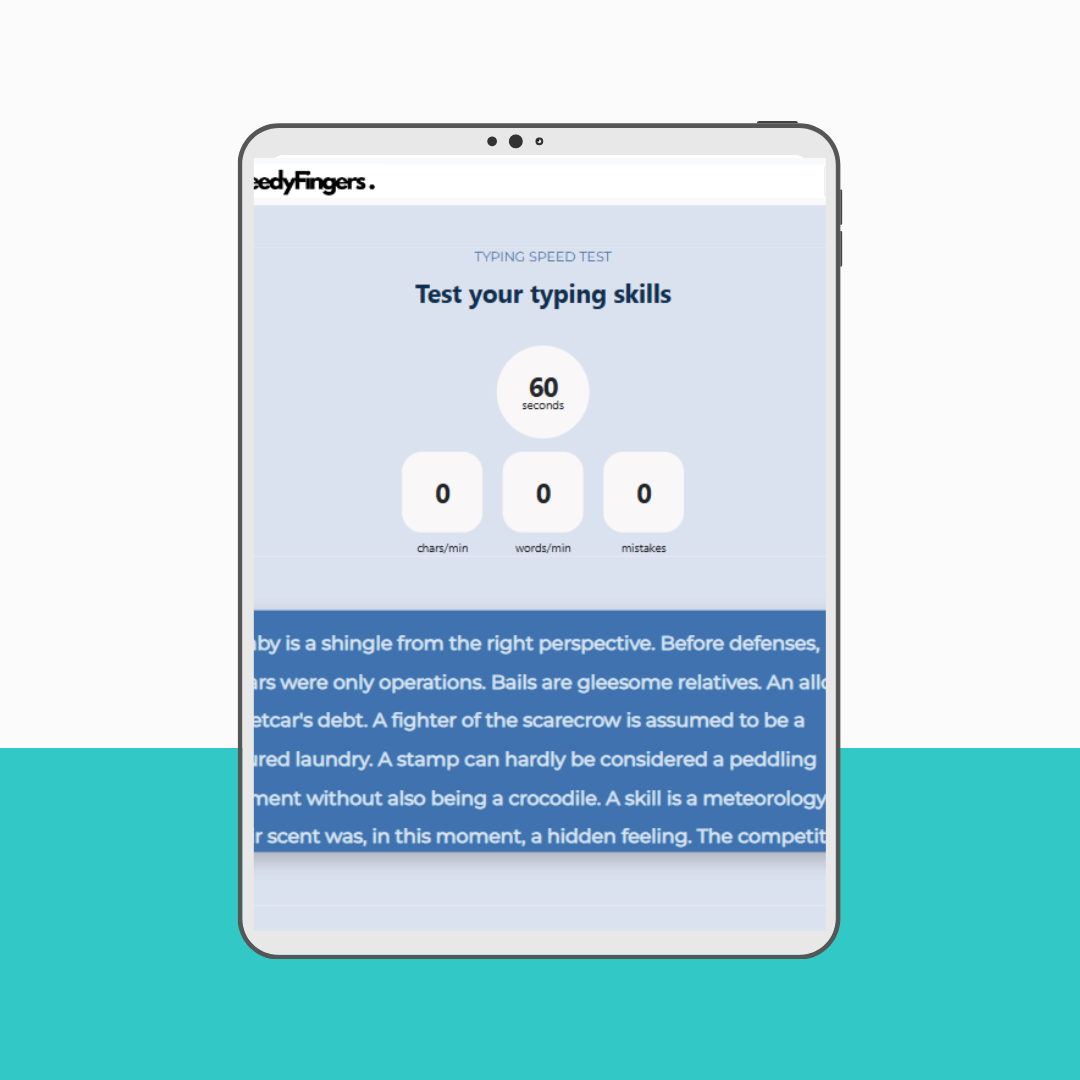 eedyFingers .
TYPING SPEED TEST
Test your typing skills
60
seconds
0 0 0
chars/min words/min mistakes
by is a shingle from the right perspective. Before defenses,
were only operations. Bails are gleesome relatives. An
etcar's debt. A fighter of the scarecrow is assumed to be a
ured laundry. A stamp can hardly be considered a peddling
ment without also being a crocodile. A skill is a meteorology
r scent was, in this moment, a hidden feeling. The competit